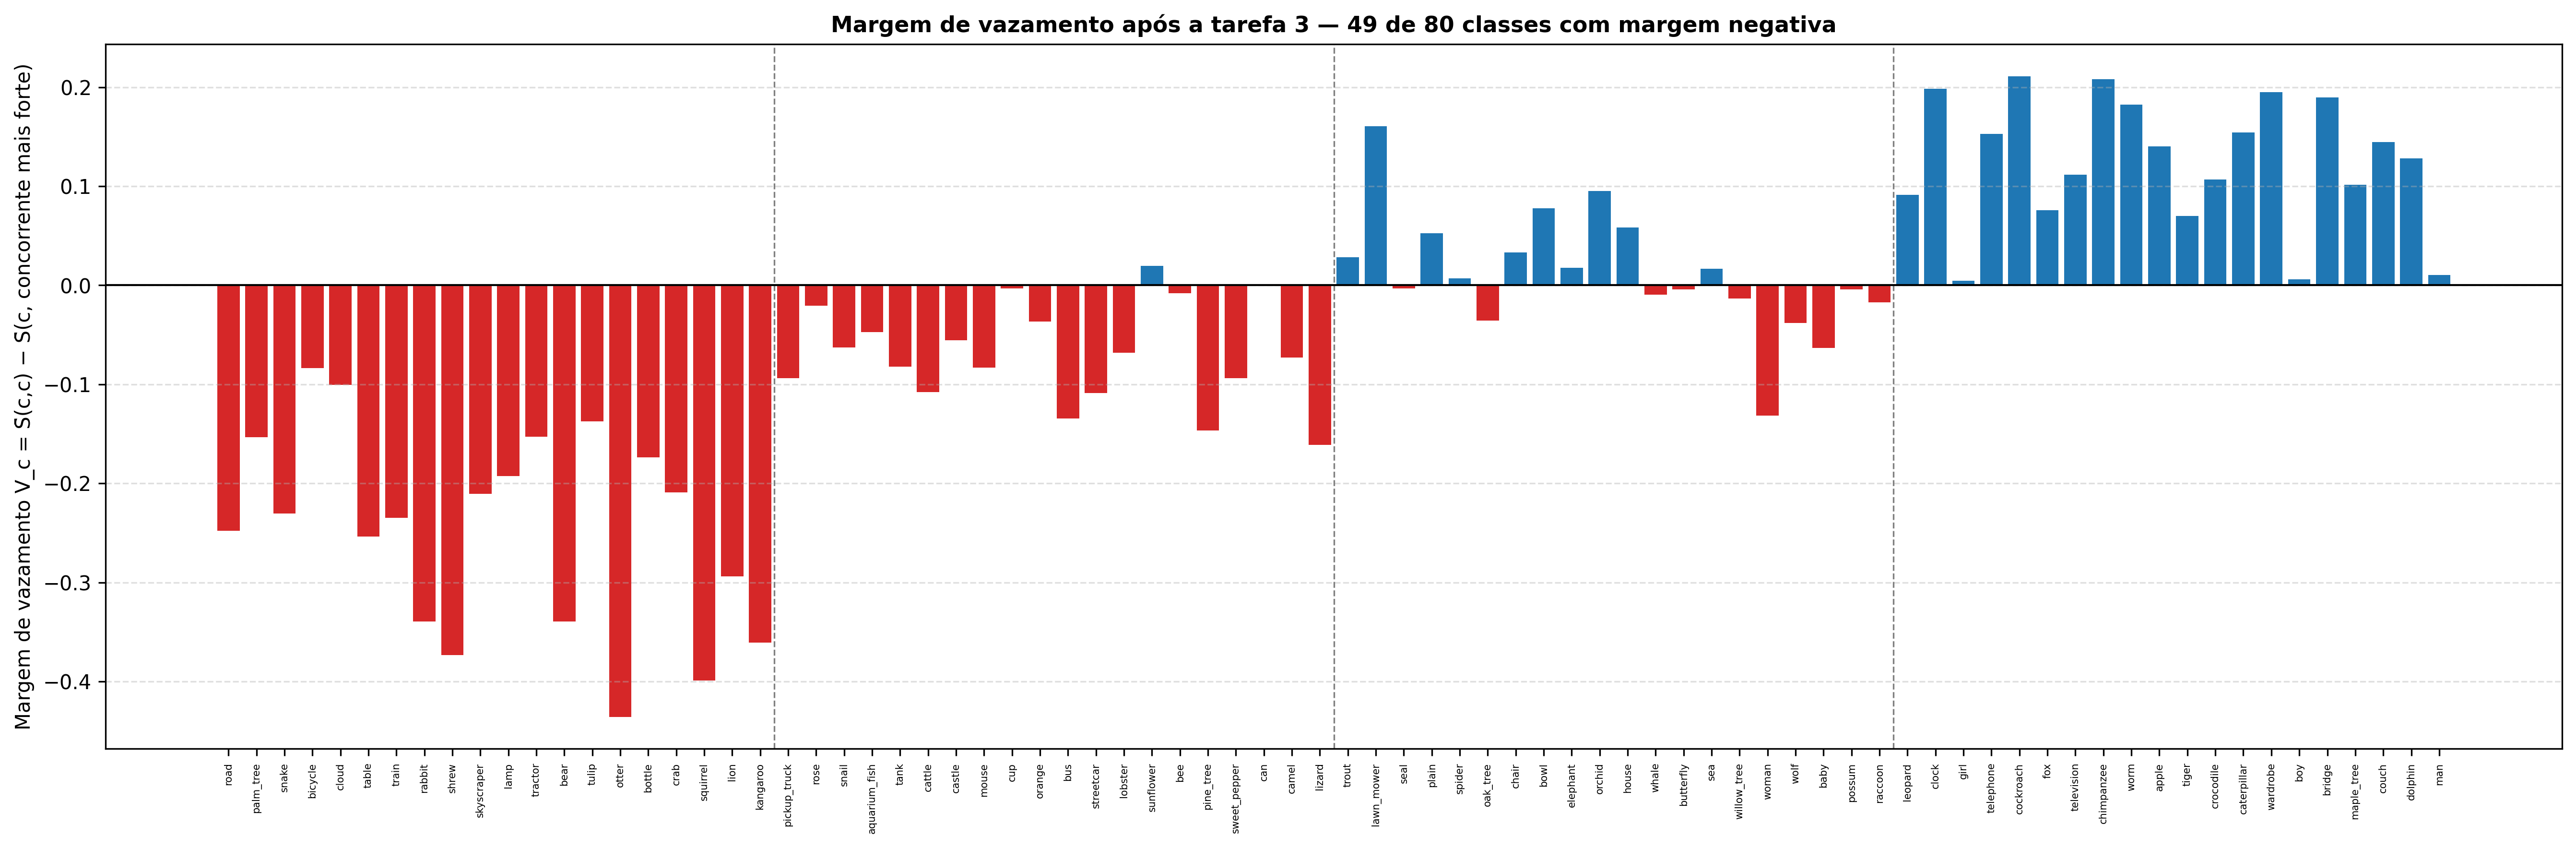 Margem de vazamento após a tarefa 3 — 49 de 80 classes com margem negativa
Margem de vazamento V_c = S(c,c) − S(c, concorrente mais forte)
0.2
0.1
0.0
−0.1
−0.2
−0.3
−0.4
road
palm_tree
snake
bicycle
cloud
table
train
rabbit
shrew
skyscraper
lamp
tractor
bear
tulip
otter
bottle
crab
squirrel
lion
kangaroo
pickup_truck
rose
snail
aquarium_fish
tank
cattle
castle
mouse
cup
orange
bus
streetcar
lobster
sunflower
bee
pine_tree
sweet_pepper
can
camel
lizard
trout
lawn_mower
seal
plain
spider
oak_tree
chair
bowl
elephant
orchid
house
whale
butterfly
sea
willow_tree
woman
wolf
baby
possum
raccoon
leopard
clock
girl
telephone
cockroach
fox
television
chimpanzee
worm
apple
tiger
crocodile
caterpillar
wardrobe
boy
bridge
maple_tree
couch
dolphin
man